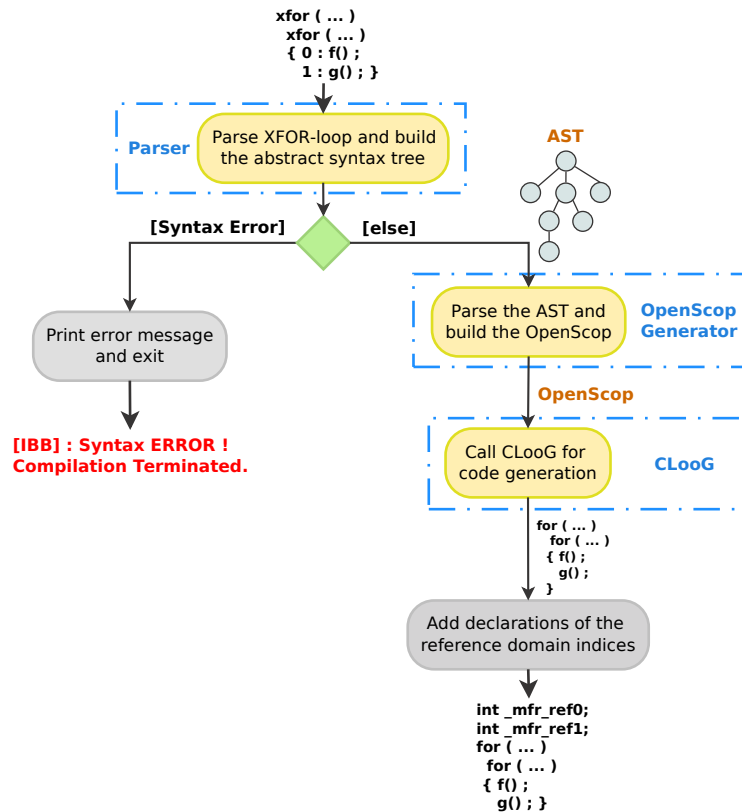 xfor ( ... )
xfor ( ... )
{ 0 : f() ;
1 : g() ; }
Parser
Parse XFOR-loop and build
the abstract syntax tree
AST
[Syntax Error]
[else]
Print error message
and exit
Parse the AST and
build the OpenScop
OpenScop
Generator
[IBB] : Syntax ERROR !
Compilation Terminated.
OpenScop
Call CLooG for
code generation
CLooG
for ( ... )
for ( ... )
{ f() ;
g() ;
}
Add declarations of the
reference domain indices
int _mfr_ref0;
int _mfr_ref1;
for ( ... )
for ( ... )
{ f() ;
g() ; }